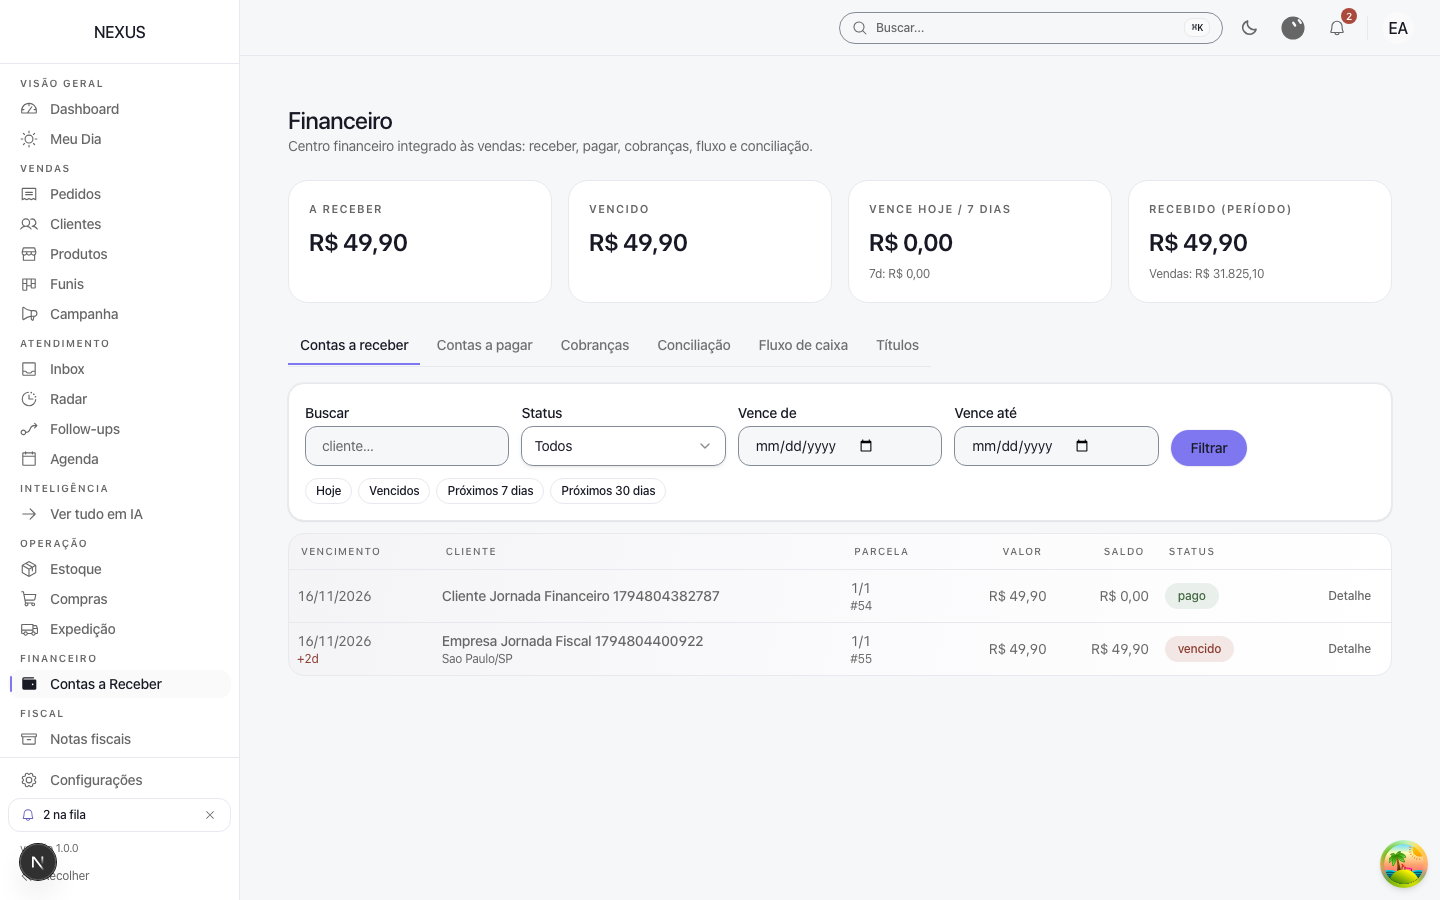 NEXUS
Buscar...
⌘K
2
EA
VISÃO GERAL
Dashboard
Meu Dia
VENDAS
Pedidos
Clientes
Produtos
Funis
Campanha
ATENDIMENTO
Inbox
Radar
Follow-ups
Agenda
INTELIGÊNCIA
Ver tudo em IA
OPERAÇÃO
Estoque
Compras
Expedição
FINANCEIRO
Contas a Receber
FISCAL
Notas fiscais
Configurações
2 na fila
1.0.0
N
Financeiro
Centro financeiro integrado às vendas: receber, pagar, cobranças, fluxo e conciliação.
A RECEBER
R$ 49,90
VENCIDO
R$ 49,90
VENCE HOJE / 7 DIAS
R$ 0,00
7d: R$ 0,00
RECEBIDO (PERÍODO)
R$ 49,90
Vendas: R$ 31.825,10
Contas a receber Contas a pagar Cobranças Conciliação Fluxo de caixa Títulos
Buscar Status Vence de Vence até
cliente... Todos mm/dd/yyyy mm/dd/yyyy Filtrar
Hoje Vencidos Próximos 7 dias Próximos 30 dias
VENCIMENTO CLIENTE PARCELA VALOR SALDO STATUS
16/11/2026 Cliente Jornada Financeiro 1794804382787 1/1 R$ 49,90 R$ 0,00 pago Detalhe
#54
16/11/2026 Empresa Jornada Fiscal 1794804400922 1/1 R$ 49,90 R$ 49,90 vencido Detalhe
+2d Sao Paulo/SP #55